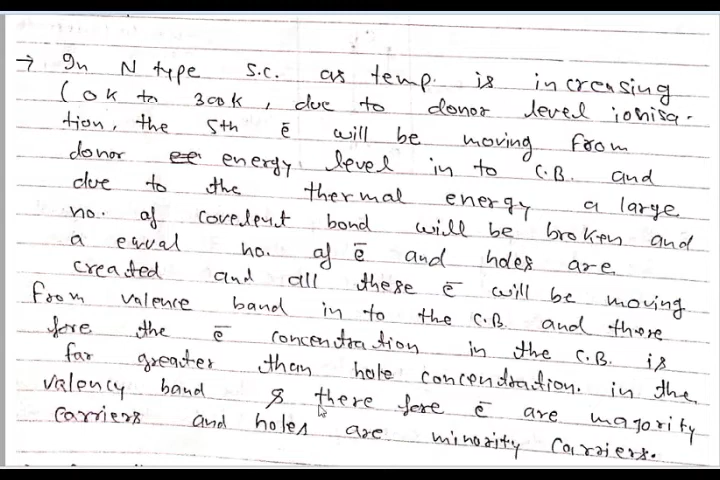 → In N type s.c. as temp. is increasing
(0K to 300K, due to donor level ionisa-
tion, the 5th ē will be moving from
donor energy level in to C.B. and
due to the thermal energy a large
no. of covelent bond will be broken and
a equal no. of ē and holes are
created and all these ē will be moving
from valence band in to the C.B. and there
fore the ē concentration in the C.B. is
far greater than hole concentration. in the
valency band & there fore ē are majority
carriers and holes are minority carriers.